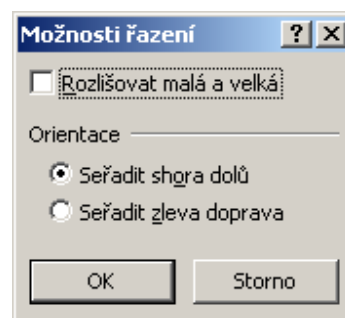 Možnosti řazení
Rozlišovat malá a velká
Orientace
Seřadit shora dolů
Seřadit zleva doprava
OK Storno